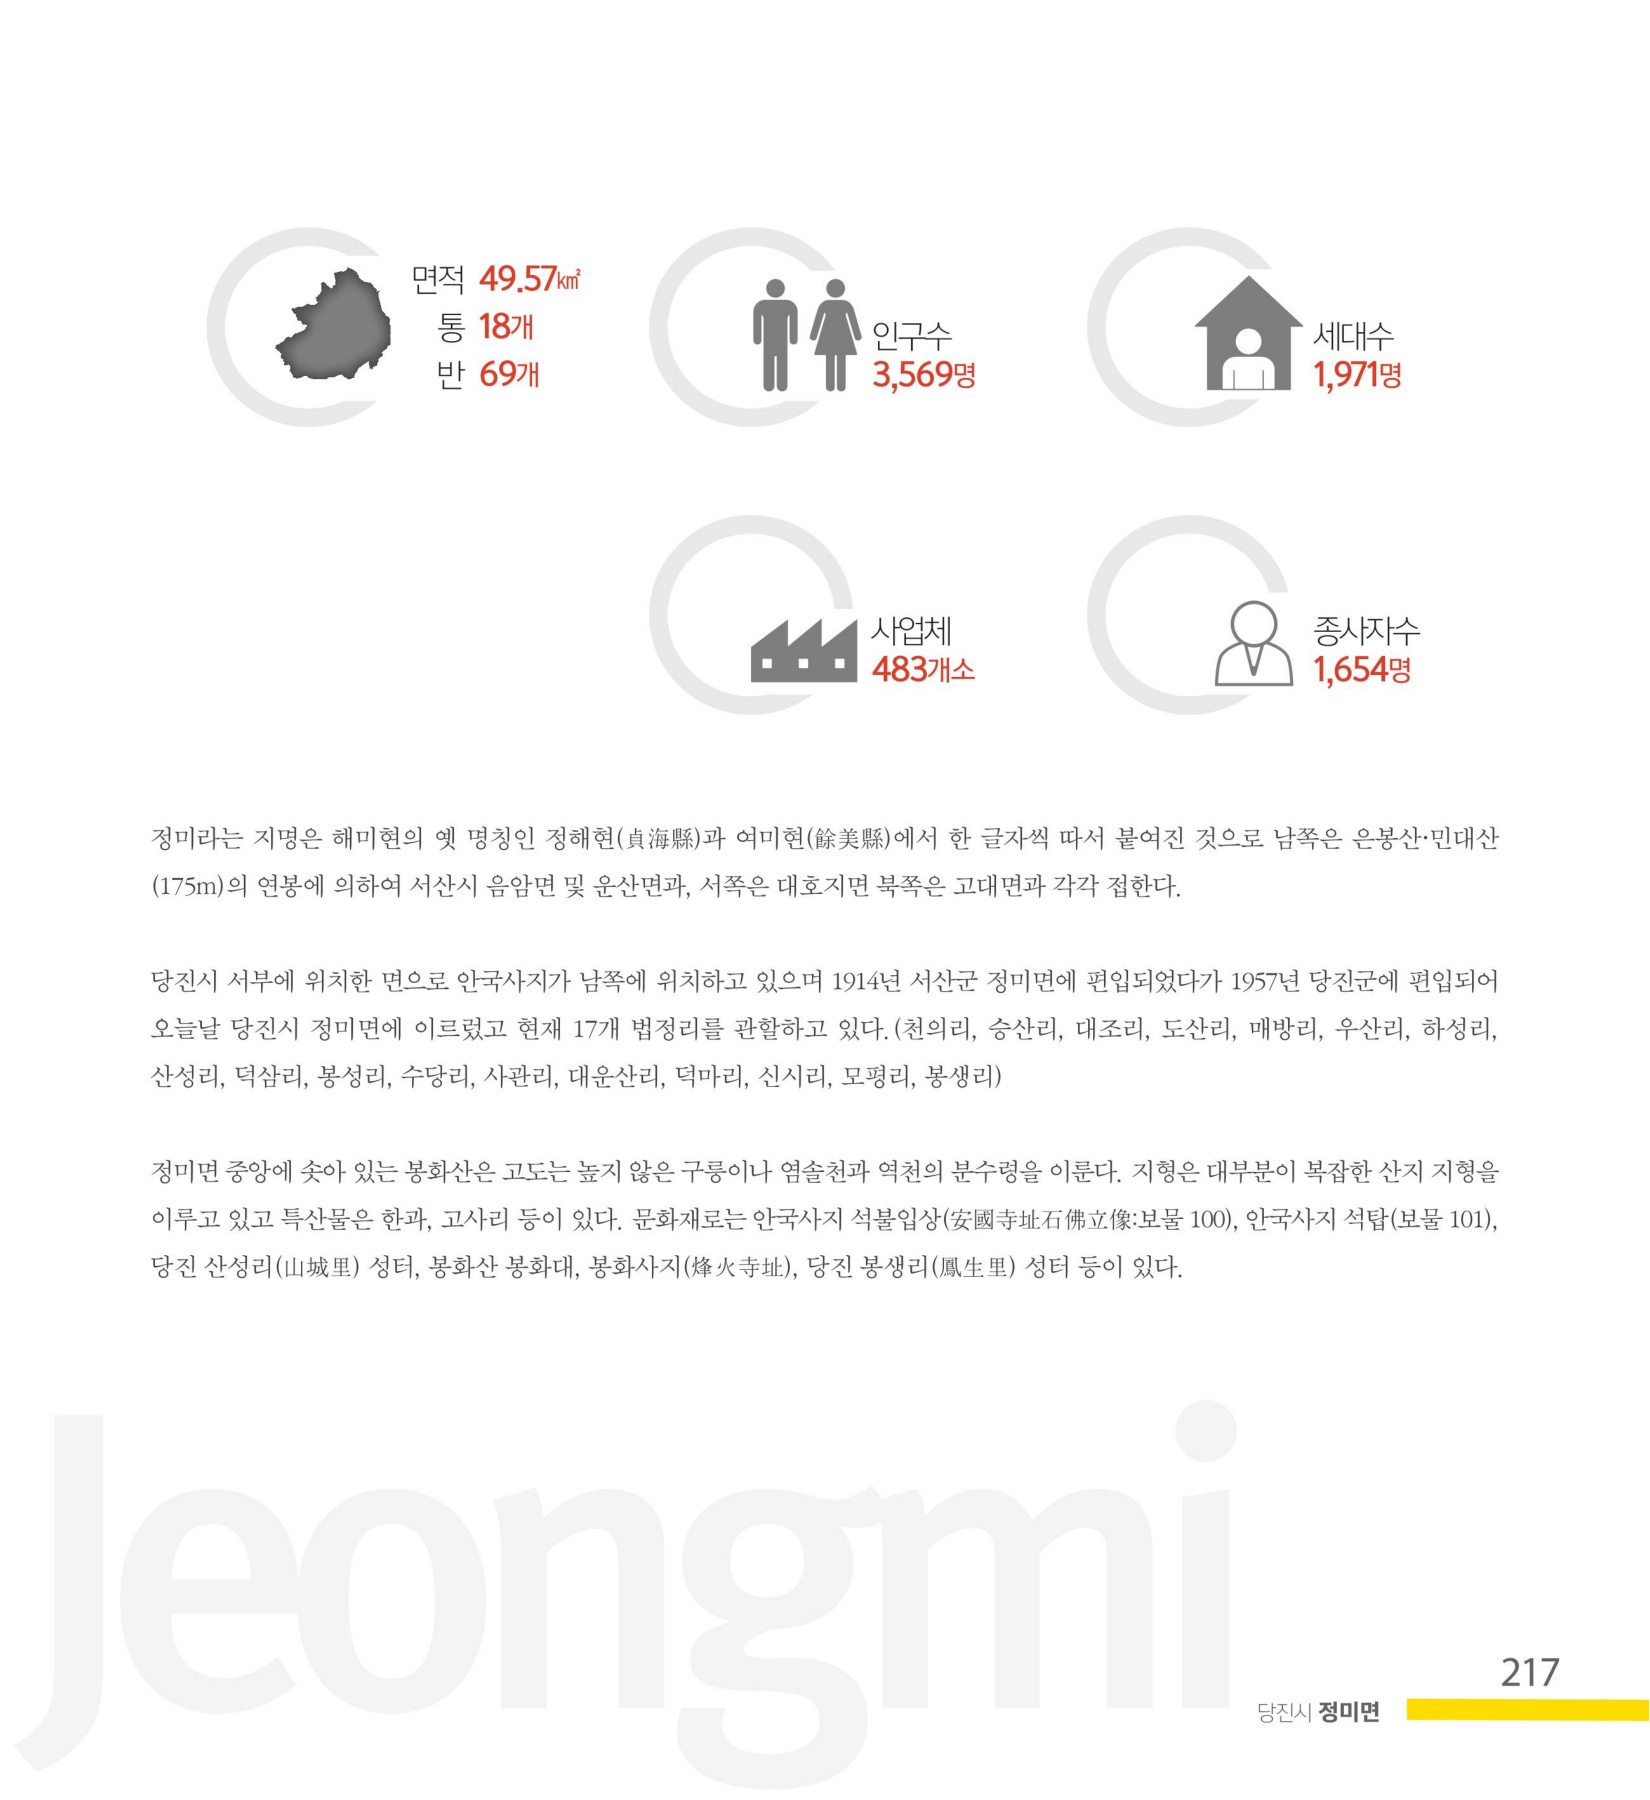 면적 49.57㎢
통 18개
반 69개
인구수
3,569명
세대수
1,971명
사업체
483개소
종사자수
1,654명
정미라는 지명은 해미현의 옛 명칭인 정해현(貞海縣)과 여미현(餘美縣)에서 한 글자씩 따서 붙여진 것으로 남쪽은 은봉산·민대산
(175m)의 연봉에 의하여 서산시 음암면 및 운산면과, 서쪽은 대호지면 북쪽은 고대면과 각각 접한다.
당진시 서부에 위치한 면으로 안국사지가 남쪽에 위치하고 있으며 1914년 서산군 정미면에 편입되었다가 1957년 당진군에 편입되어
오늘날 당진시 정미면에 이르렀고 현재 17개 법정리를 관할하고 있다.(천의리, 승산리, 대조리, 도산리, 매방리, 우산리, 하성리,
산성리, 덕삼리, 봉성리, 수당리, 사관리, 대운산리, 덕마리, 신시리, 모평리, 봉생리)
정미면 중앙에 솟아 있는 봉화산은 고도는 높지 않은 구릉이나 염솔천과 역천의 분수령을 이룬다. 지형은 대부분이 복잡한 산지 지형을
이루고 있고 특산물은 한과, 고사리 등이 있다. 문화재로는 안국사지 석불입상(安國寺址石佛立像:보물 100), 안국사지 석탑(보물 101),
당진 산성리(山城里) 성터, 봉화산 봉화대, 봉화사지(烽火寺址), 당진 봉생리(鳳生里) 성터 등이 있다.
Jeongmi
217
당진시 정미면